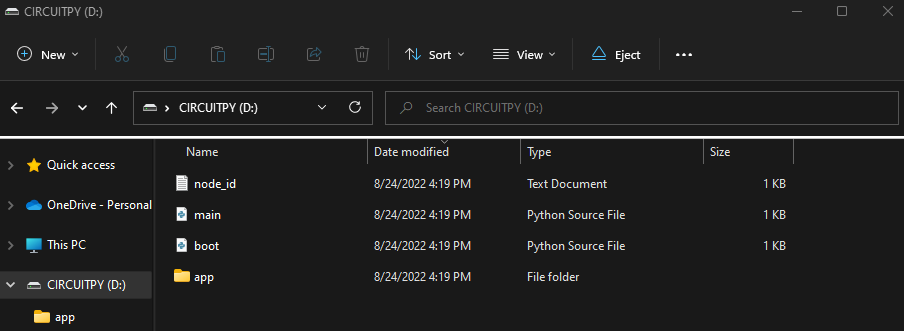 CIRCUITPY (D:)
New Sort View Eject
CIRCUITPY (D:) Search CIRCUITPY (D:)
Name Date modified Type Size
Quick access
OneDrive - Personal
This PC
CIRCUITPY (D:)
app
node_id 8/24/2022 4:19 PM Text Document 1 KB
main 8/24/2022 4:19 PM Python Source File 1 KB
boot 8/24/2022 4:19 PM Python Source File 1 KB
app 8/24/2022 4:19 PM File folder